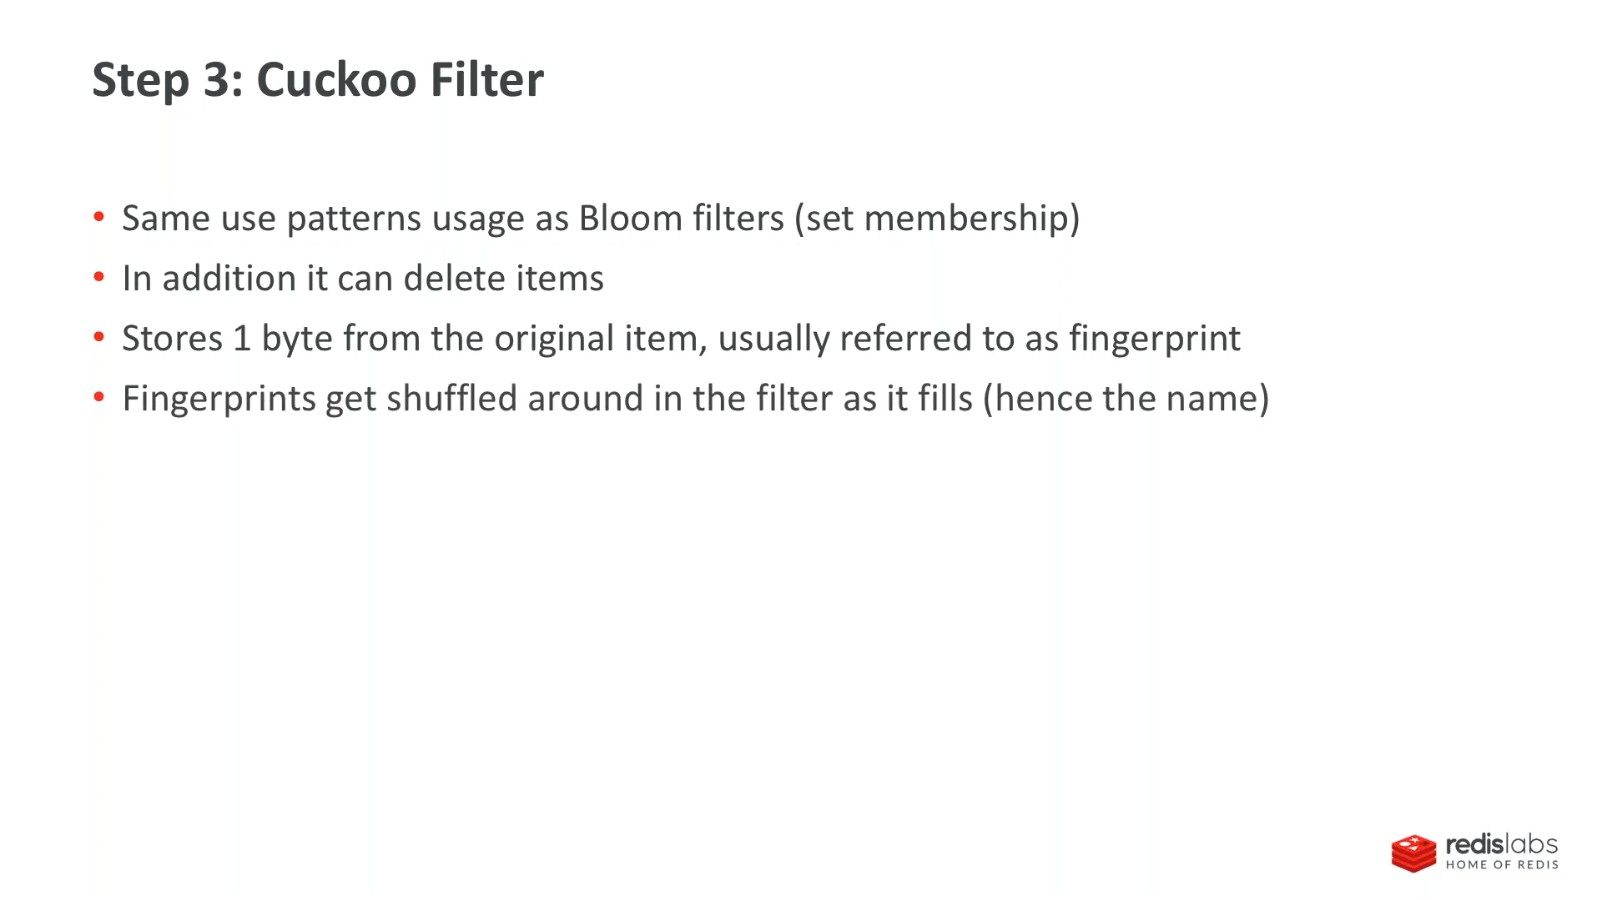 Step 3: Cuckoo Filter
• Same use patterns usage as Bloom filters (set membership)
• In addition it can delete items
• Stores 1 byte from the original item, usually referred to as fingerprint
• Fingerprints get shuffled around in the filter as it fills (hence the name)
redislabs
HOME OF REDIS